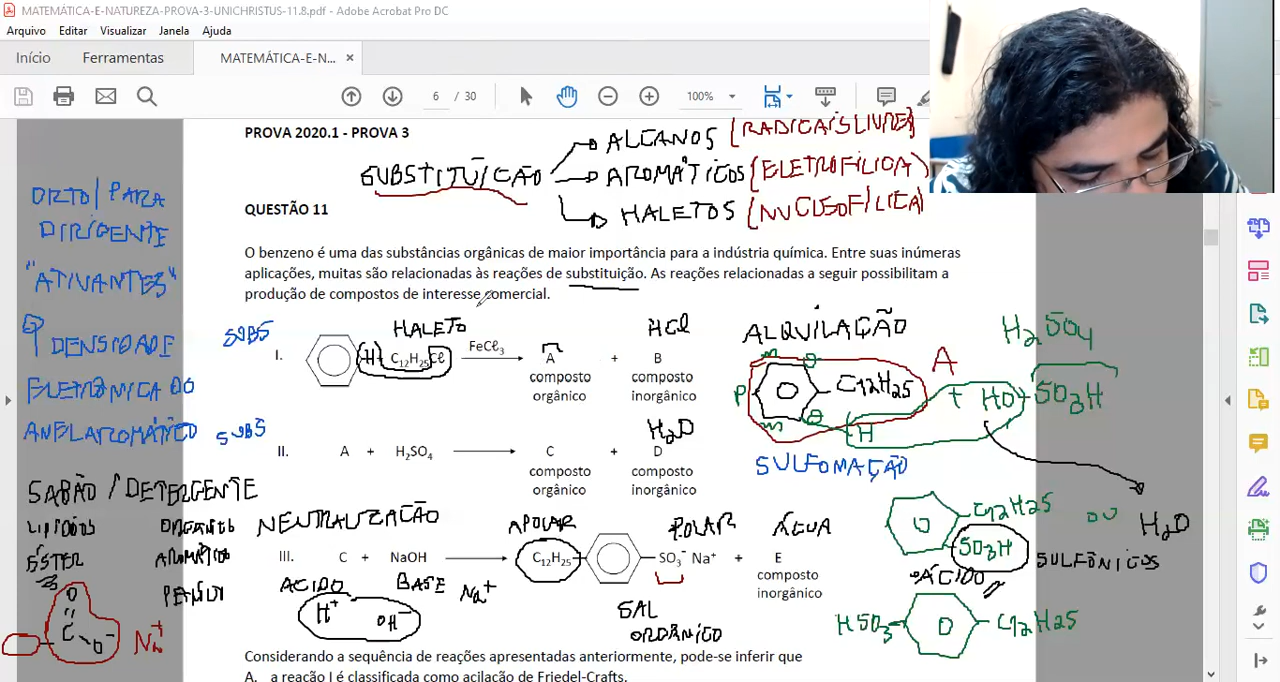 MATEMÁTICA-E-NATUREZA-PROVA-3-UNICHRISTUS-11.8.pdf - Adobe Acrobat Pro DC
Arquivo Editar Visualizar Janela Ajuda
Início Ferramentas MATEMÁTICA-E-N... ×
6 / 30 100%
PROVA 2020.1 - PROVA 3
SUBSTITUIÇÃO
ALCANOS (RADICAIS LIVRES)
AROMÁTICOS (ELETROFÍLICA)
HALETOS (NUCLEOFÍLICA)
QUESTÃO 11
O benzeno é uma das substâncias orgânicas de maior importância para a indústria química. Entre suas inúmeras
aplicações, muitas são relacionadas às reações de substituição. As reações relacionadas a seguir possibilitam a
produção de compostos de interesse comercial.
ORTO/PARA
DIRIGENTE
"ATIVANTES"
DENSIDADE
ELETRÔNICA DO
ANEL AROMÁTICO
SUBS
HALETO
HCl
I. H + C12H25Cl FeCl3 A + B
composto composto
orgânico inorgânico
ALQUILAÇÃO
m o
p C12H25
m o
H
A
+ HO SO3H
H2SO4
SULFOMAÇÃO
SUBS
H2O
II. A + H2SO4 C + D
composto composto
orgânico inorgânico
SABÃO/DETERGENTE
LIPÍDIOS
ÉSTER
AROMÁTICO
O
C O- Na+
NEUTRALIZAÇÃO
APOLAR POLAR ÁGUA
III. C + NaOH C12H25 SO3- Na+ + E
composto
inorgânico
ÁCIDO BASE Na+
H+ OH-
SAL
ORGÂNICO
C12H25
SO3H
OU
H2O
SULFÔNICOS
ÁCIDO
HSO3 C12H25
Considerando a sequência de reações apresentadas anteriormente, pode-se inferir que
A. a reação I é classificada como acilação de Friedel-Crafts.